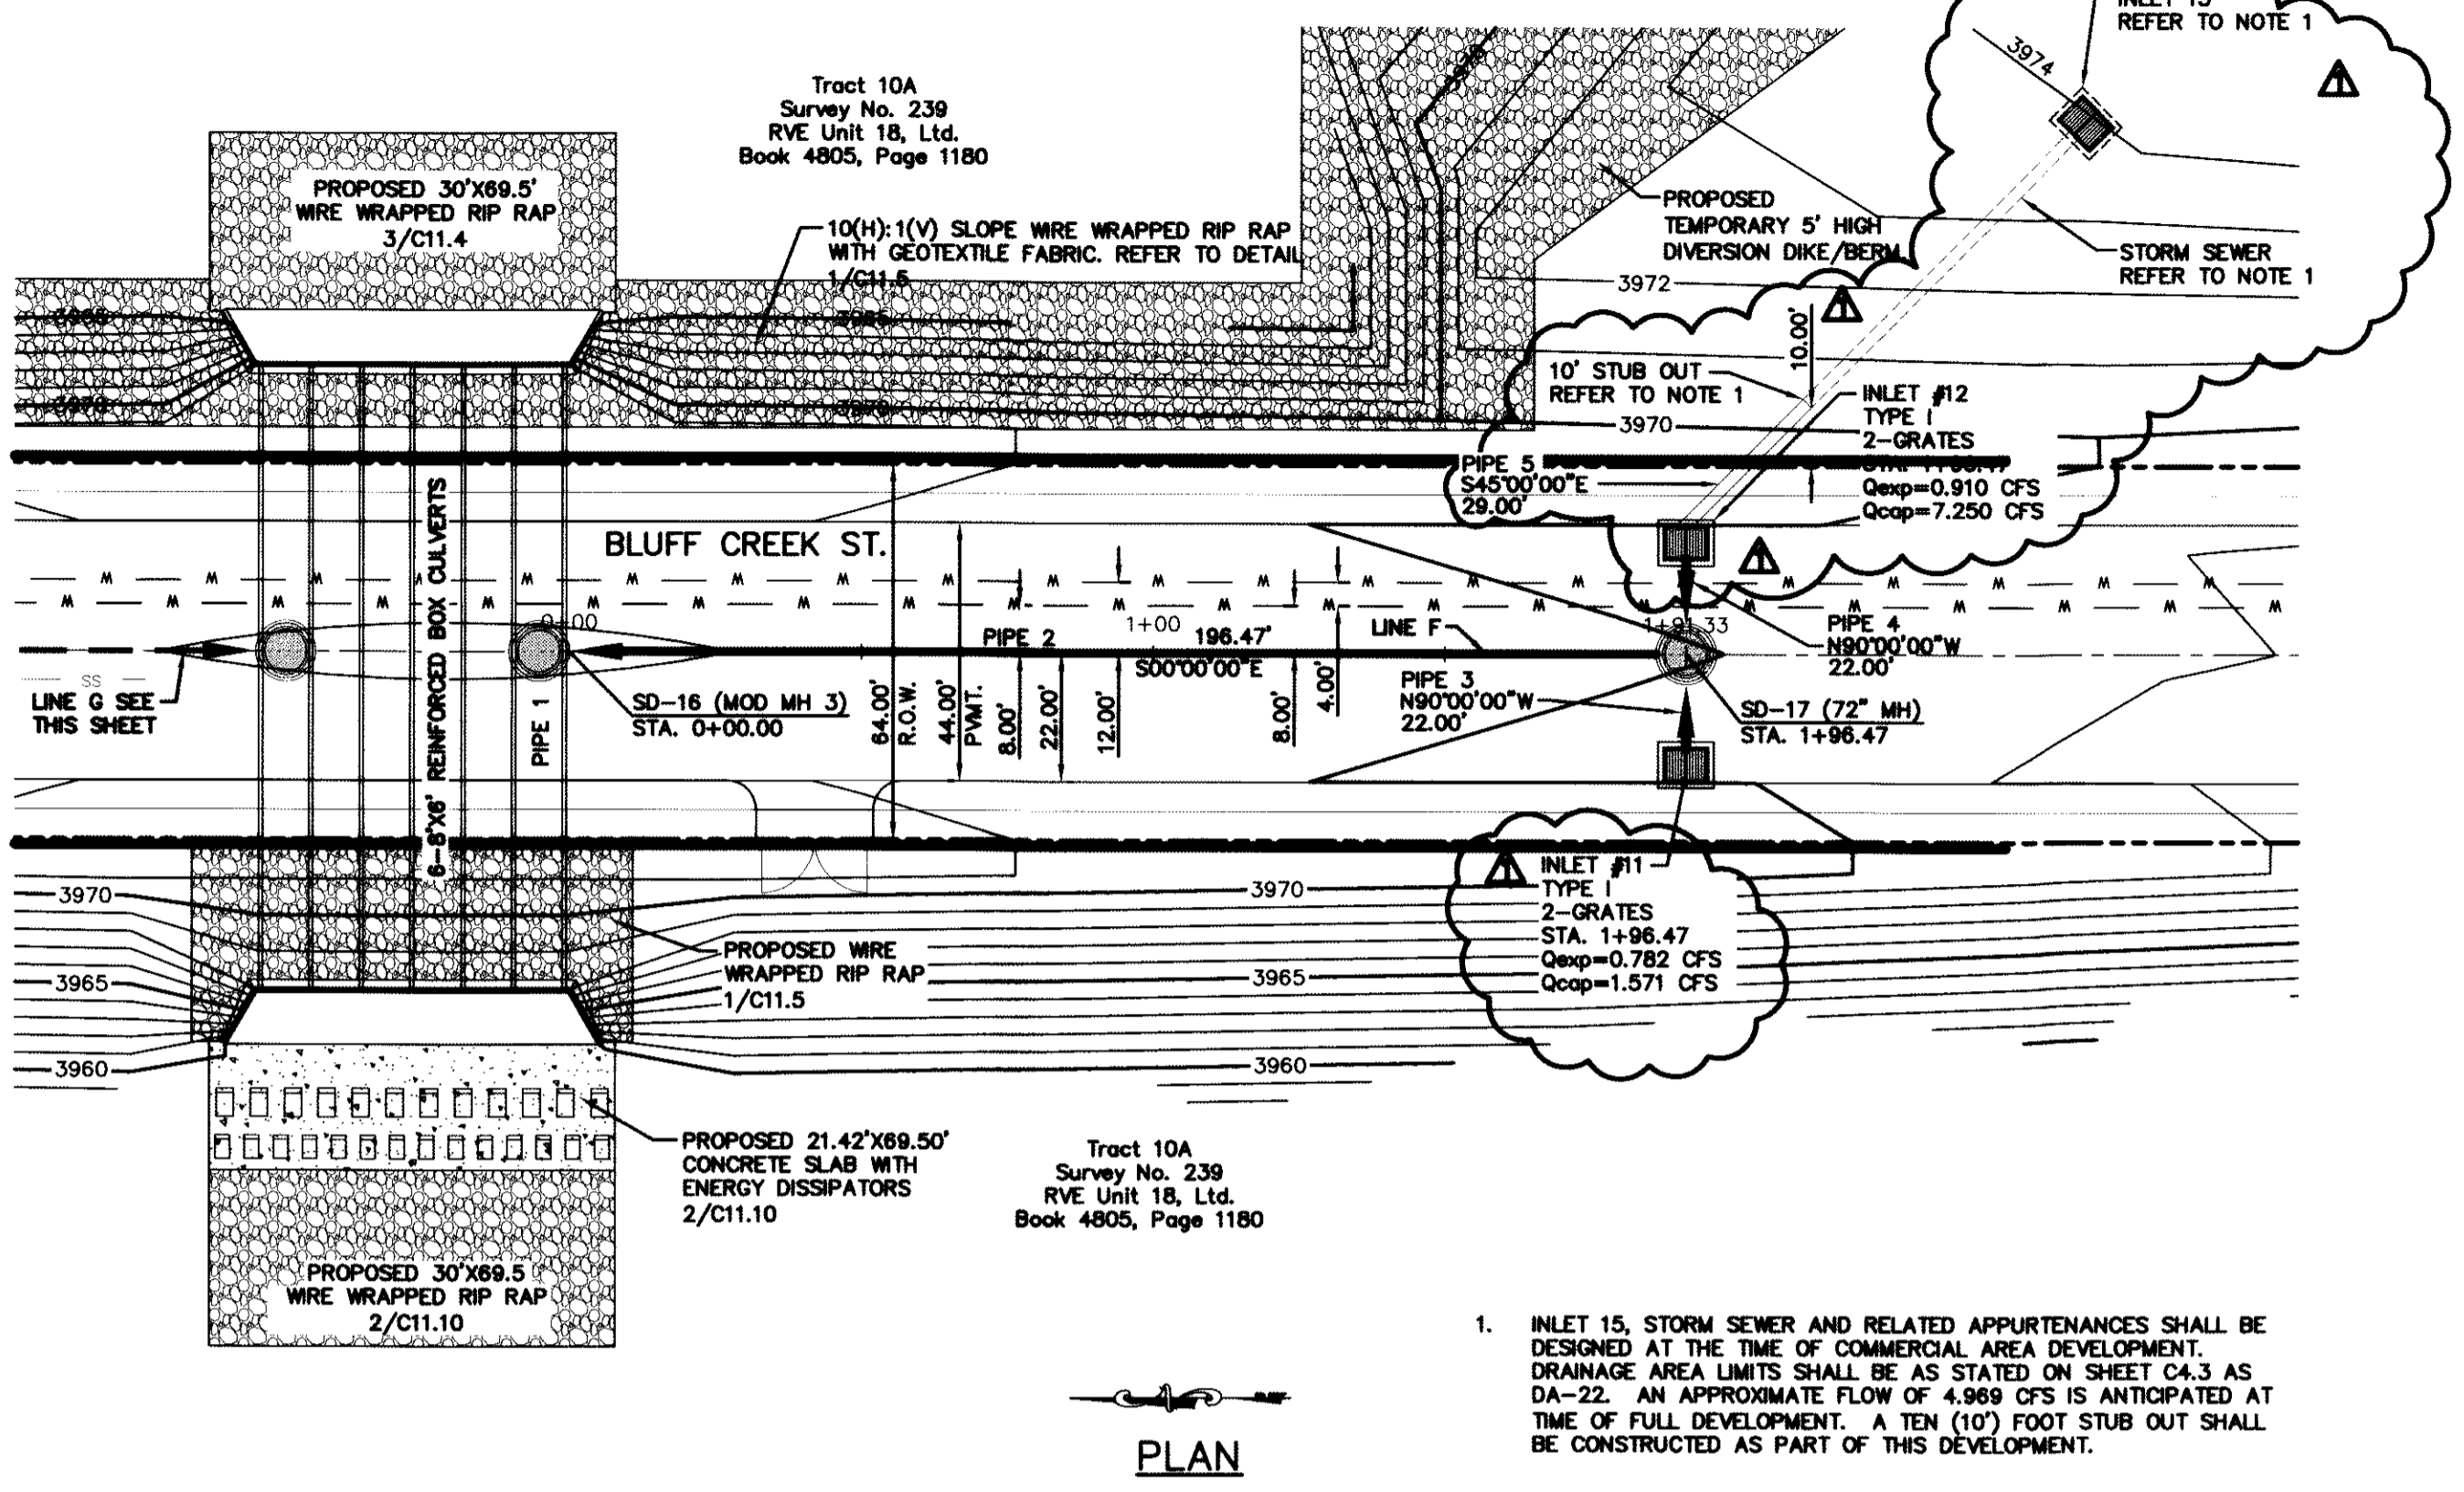 INLET 15
REFER TO NOTE 1
3974
Tract 10A
Survey No. 239
RVE Unit 18, Ltd.
Book 4805, Page 1180
PROPOSED 30'X69.5'
WIRE WRAPPED RIP RAP
3/C11.4
10(H):1(V) SLOPE WIRE WRAPPED RIP RAP
WITH GEOTEXTILE FABRIC. REFER TO DETAIL
1/C11.5
PROPOSED
TEMPORARY 5' HIGH
DIVERSION DIKE/BERM
STORM SEWER
REFER TO NOTE 1
3972
10.00'
10' STUB OUT
REFER TO NOTE 1
3970
INLET #12
TYPE I
2-GRATES
STA. 1+96.47
Qexp=0.910 CFS
Qcap=7.250 CFS
PIPE 5
S45°00'00"E
29.00'
BLUFF CREEK ST.
6-8'X6' REINFORCED BOX CULVERTS
W W W W W W W W W W W W W W W W W W W W
W W W W W W W W W W W W W W W W W W W W W W
0+00
1+00
1+91.33
PIPE 2
196.47'
S00°00'00"E
LINE F
PIPE 4
N90°00'00"W
22.00'
SS
LINE G SEE
THIS SHEET
PIPE 1
SD-16 (MOD MH 3)
STA. 0+00.00
64.00'
R.O.W.
44.00'
PVMT.
8.00'
22.00'
12.00'
8.00'
4.00'
PIPE 3
N90°00'00"W
22.00'
SD-17 (72" MH)
STA. 1+96.47
3970
3970
INLET #11
TYPE I
2-GRATES
STA. 1+96.47
Qexp=0.782 CFS
Qcap=1.571 CFS
PROPOSED WIRE
WRAPPED RIP RAP
1/C11.5
3965
3965
3960
3960
PROPOSED 21.42'X69.50'
CONCRETE SLAB WITH
ENERGY DISSIPATORS
2/C11.10
Tract 10A
Survey No. 239
RVE Unit 18, Ltd.
Book 4805, Page 1180
PROPOSED 30'X69.5
WIRE WRAPPED RIP RAP
2/C11.10
PLAN
1. INLET 15, STORM SEWER AND RELATED APPURTENANCES SHALL BE
DESIGNED AT THE TIME OF COMMERCIAL AREA DEVELOPMENT.
DRAINAGE AREA LIMITS SHALL BE AS STATED ON SHEET C4.3 AS
DA-22. AN APPROXIMATE FLOW OF 4.969 CFS IS ANTICIPATED AT
TIME OF FULL DEVELOPMENT. A TEN (10') FOOT STUB OUT SHALL
BE CONSTRUCTED AS PART OF THIS DEVELOPMENT.